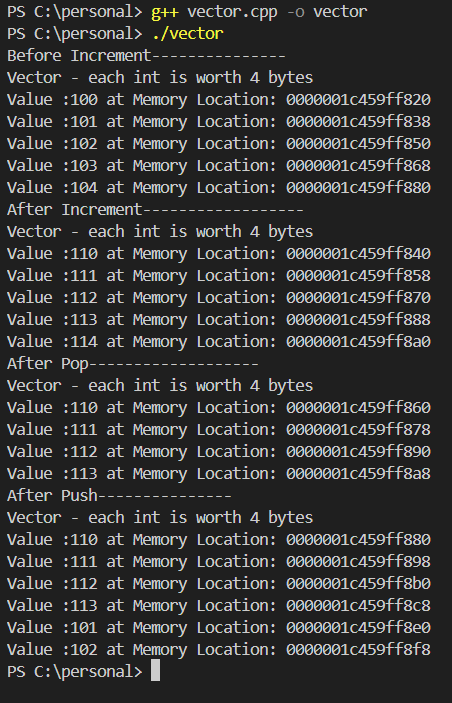 PS C:\personal> g++ vector.cpp -o vector
PS C:\personal> ./vector
Before Increment---------------
Vector - each int is worth 4 bytes
Value :100 at Memory Location: 0000001c459ff820
Value :101 at Memory Location: 0000001c459ff838
Value :102 at Memory Location: 0000001c459ff850
Value :103 at Memory Location: 0000001c459ff868
Value :104 at Memory Location: 0000001c459ff880
After Increment------------------
Vector - each int is worth 4 bytes
Value :110 at Memory Location: 0000001c459ff840
Value :111 at Memory Location: 0000001c459ff858
Value :112 at Memory Location: 0000001c459ff870
Value :113 at Memory Location: 0000001c459ff888
Value :114 at Memory Location: 0000001c459ff8a0
After Pop-------------------
Vector - each int is worth 4 bytes
Value :110 at Memory Location: 0000001c459ff860
Value :111 at Memory Location: 0000001c459ff878
Value :112 at Memory Location: 0000001c459ff890
Value :113 at Memory Location: 0000001c459ff8a8
After Push---------------
Vector - each int is worth 4 bytes
Value :110 at Memory Location: 0000001c459ff880
Value :111 at Memory Location: 0000001c459ff898
Value :112 at Memory Location: 0000001c459ff8b0
Value :113 at Memory Location: 0000001c459ff8c8
Value :101 at Memory Location: 0000001c459ff8e0
Value :102 at Memory Location: 0000001c459ff8f8
PS C:\personal>